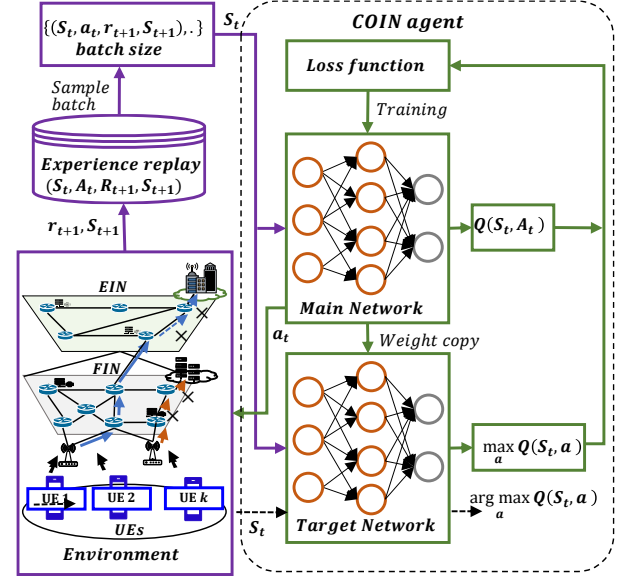 {(S_t, a_t, r_{t+1}, S_{t+1}),.}
batch size
S_t
COIN agent
Loss function
Sample
batch
Training
Experience replay
(S_t, A_t, R_{t+1}, S_{t+1})
r_{t+1}, S_{t+1}
Q(S_t, A_t)
EIN
Main Network
a_t
Weight copy
FIN
max Q(S_t, a)
a
UE 1
UE 2
UE k
UEs
S_t
arg max Q(S_t, a)
a
Target Network
Environment